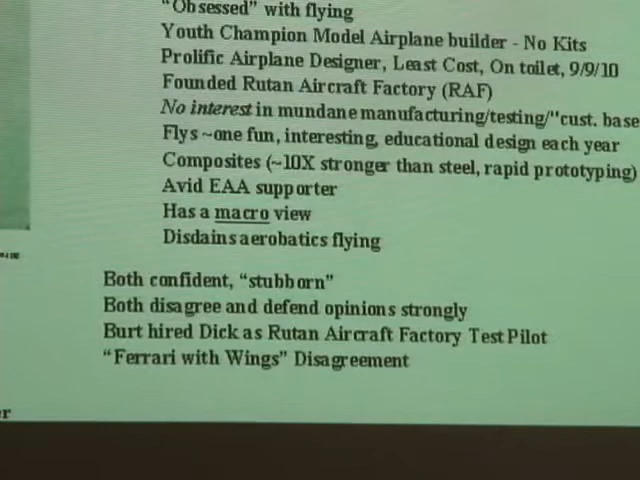 "Obsessed" with flying
Youth Champion Model Airplane builder - No Kits
Prolific Airplane Designer, Least Cost, On toilet, 9/9/10
Founded Rutan Aircraft Factory (RAF)
No interest in mundane manufacturing/testing/"cust. base
Flys ~one fun, interesting, educational design each year
Composites (~10X stronger than steel, rapid prototyping)
Avid EAA supporter
Has a macro view
Disdains aerobatics flying
Both confident, "stubborn"
Both disagree and defend opinions strongly
Burt hired Dick as Rutan Aircraft Factory Test Pilot
"Ferrari with Wings" Disagreement